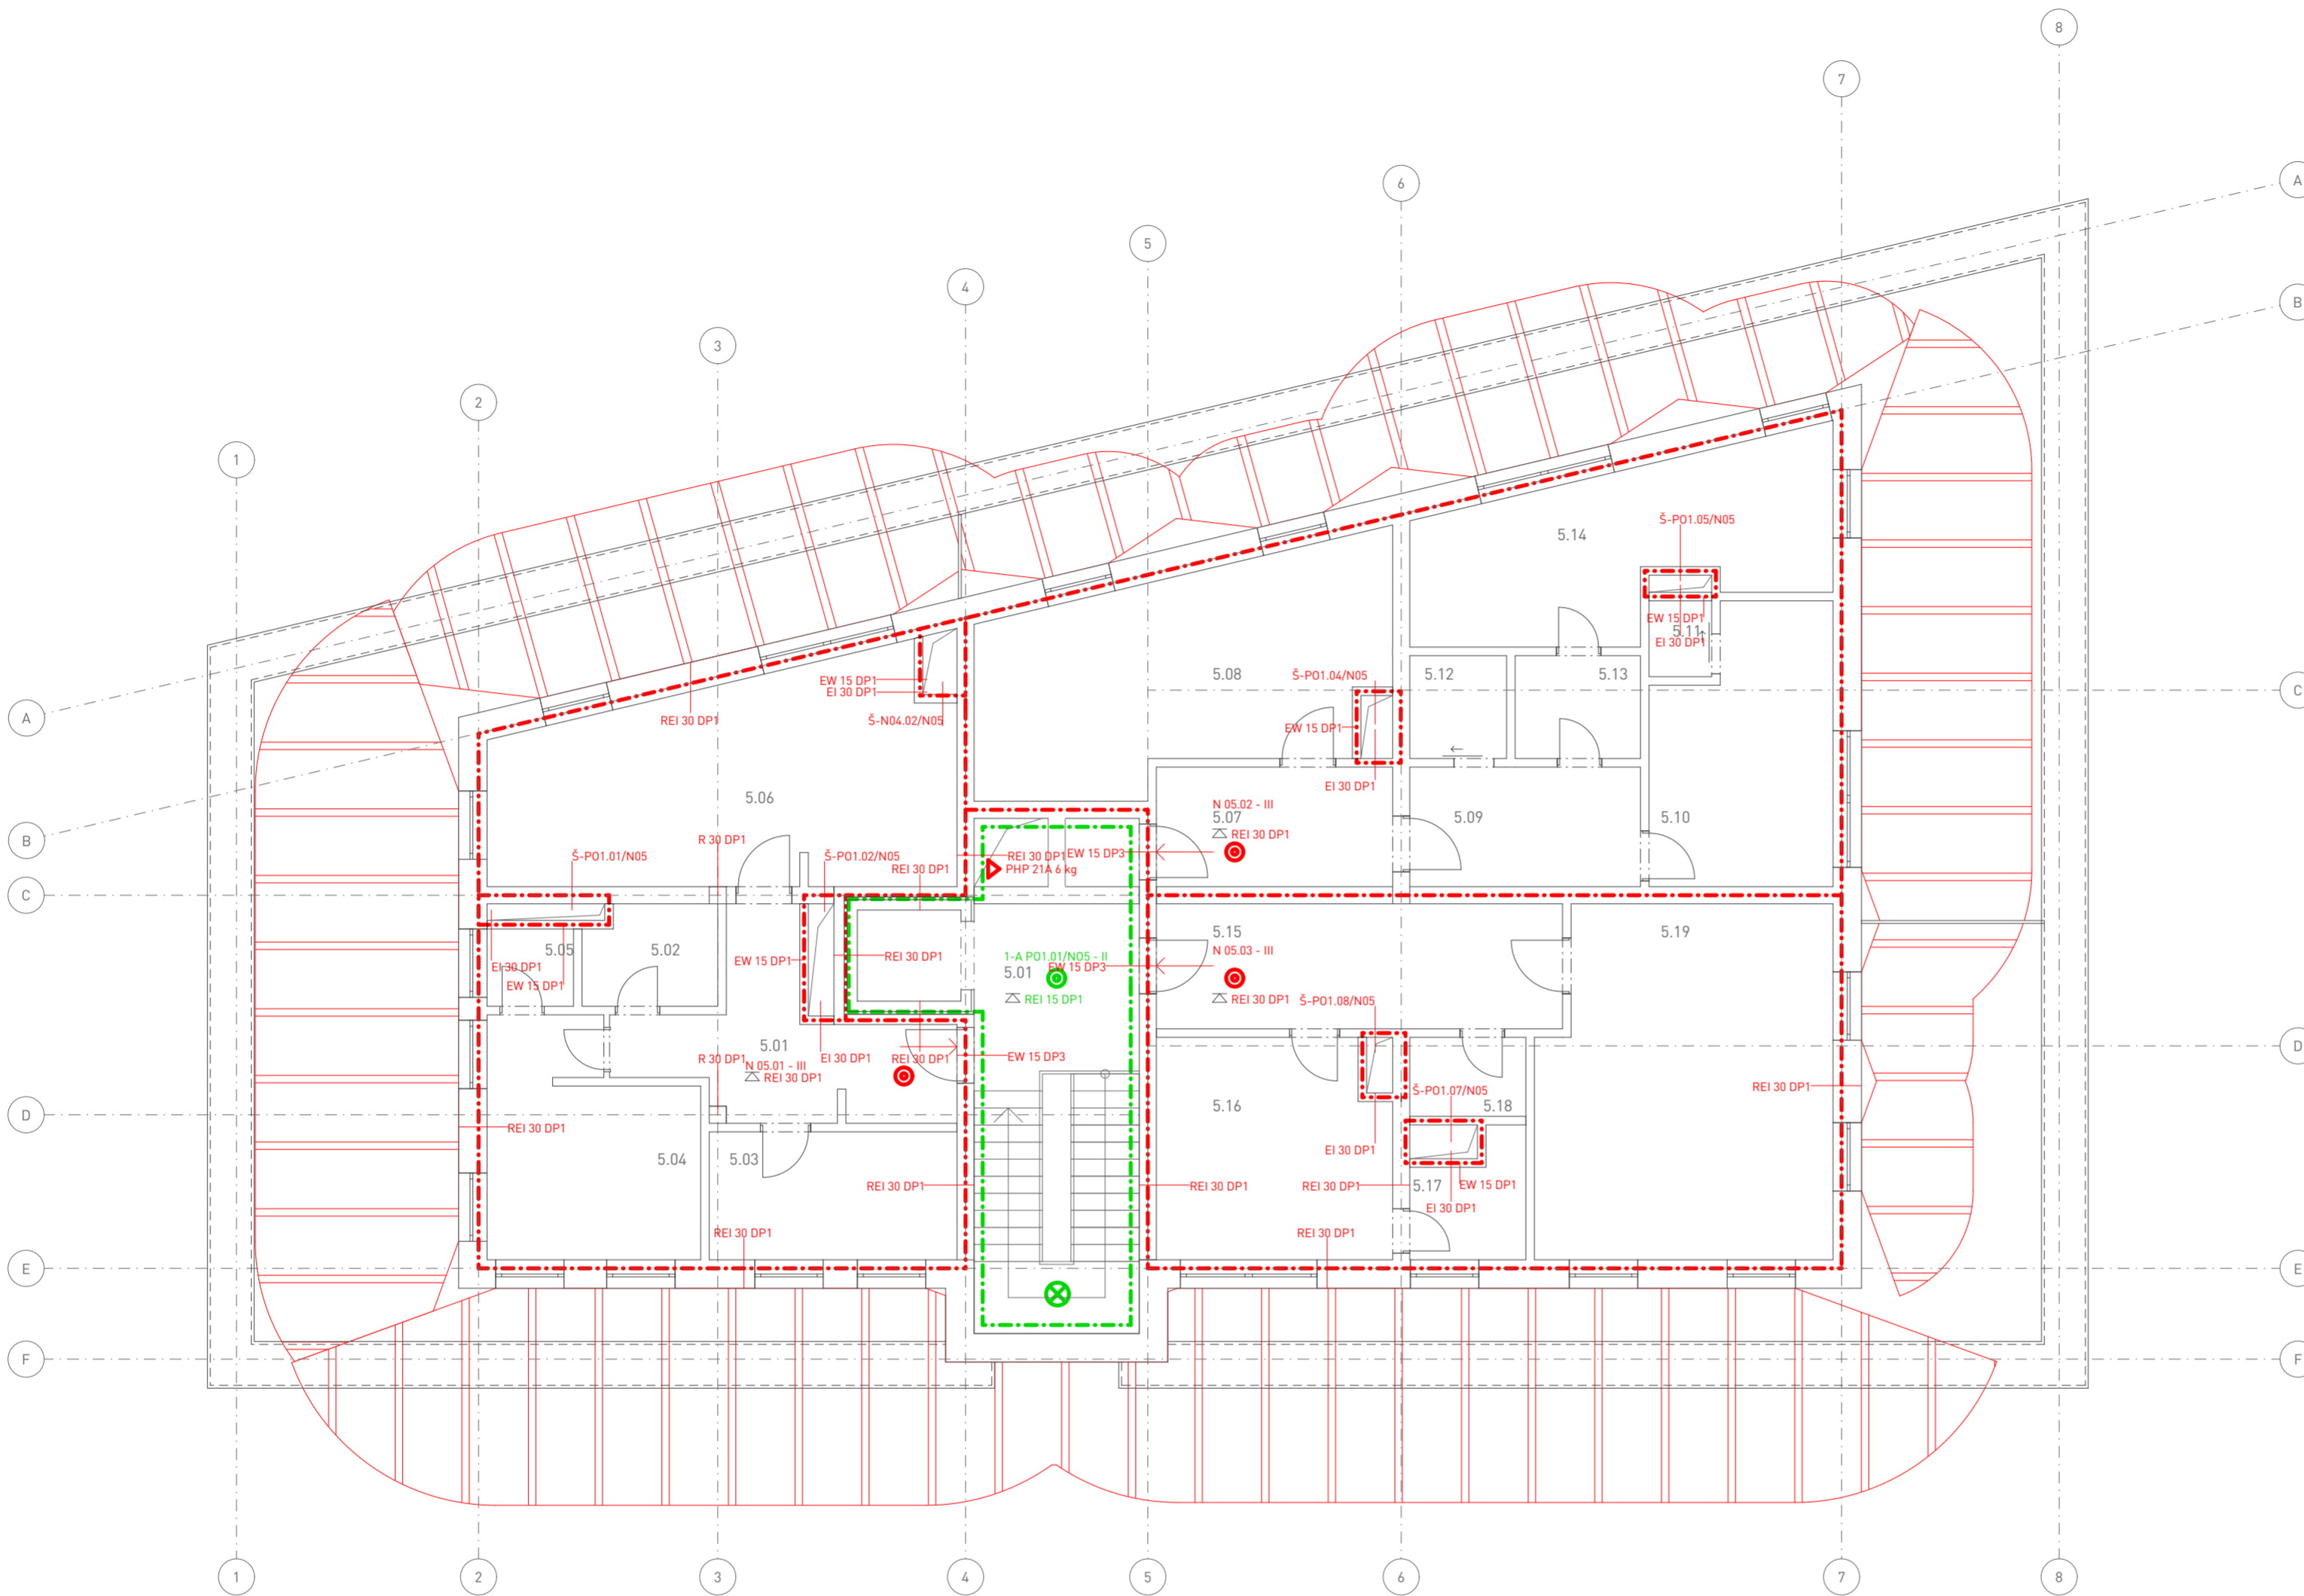 8
7
A
6
5
4
B
3
2
1
Š-PO1.05/N05
5.14
EW 15 DP1
5.11
EI 30 DP1
5.08
Š-PO1.04/N05
5.12
5.13
C
EW 15 DP1
EI 30 DP1
Š-N04.02/N05
REI 30 DP1
A
EW 15 DP1
EI 30 DP1
5.06
N 05.02 - III
5.07
REI 30 DP1
5.09
5.10
B
R 30 DP1
Š-PO1.01/N05
Š-PO1.02/N05
REI 30 DP1
REI 30 DP1
EW 15 DP3
PHP 21A 6 kg
C
5.05
5.02
EI 30 DP1
EW 15 DP1
EW 15 DP1
REI 30 DP1
1-A PO1.01/NO5 - II
EW 15 DP3
5.01
REI 15 DP1
5.15
N 05.03 - III
REI 30 DP1
Š-PO1.08/N05
5.19
5.01
R 30 DP1
N 05.01 - III
REI 30 DP1
EI 30 DP1
REI 30 DP1
EW 15 DP3
D
REI 30 DP1
Š-PO1.07/N05
5.16
5.18
D
REI 30 DP1
5.04
5.03
EI 30 DP1
REI 30 DP1
REI 30 DP1
REI 30 DP1
5.17
EW 15 DP1
EI 30 DP1
REI 30 DP1
REI 30 DP1
E
E
F
F
1
2
3
4
5
6
7
8